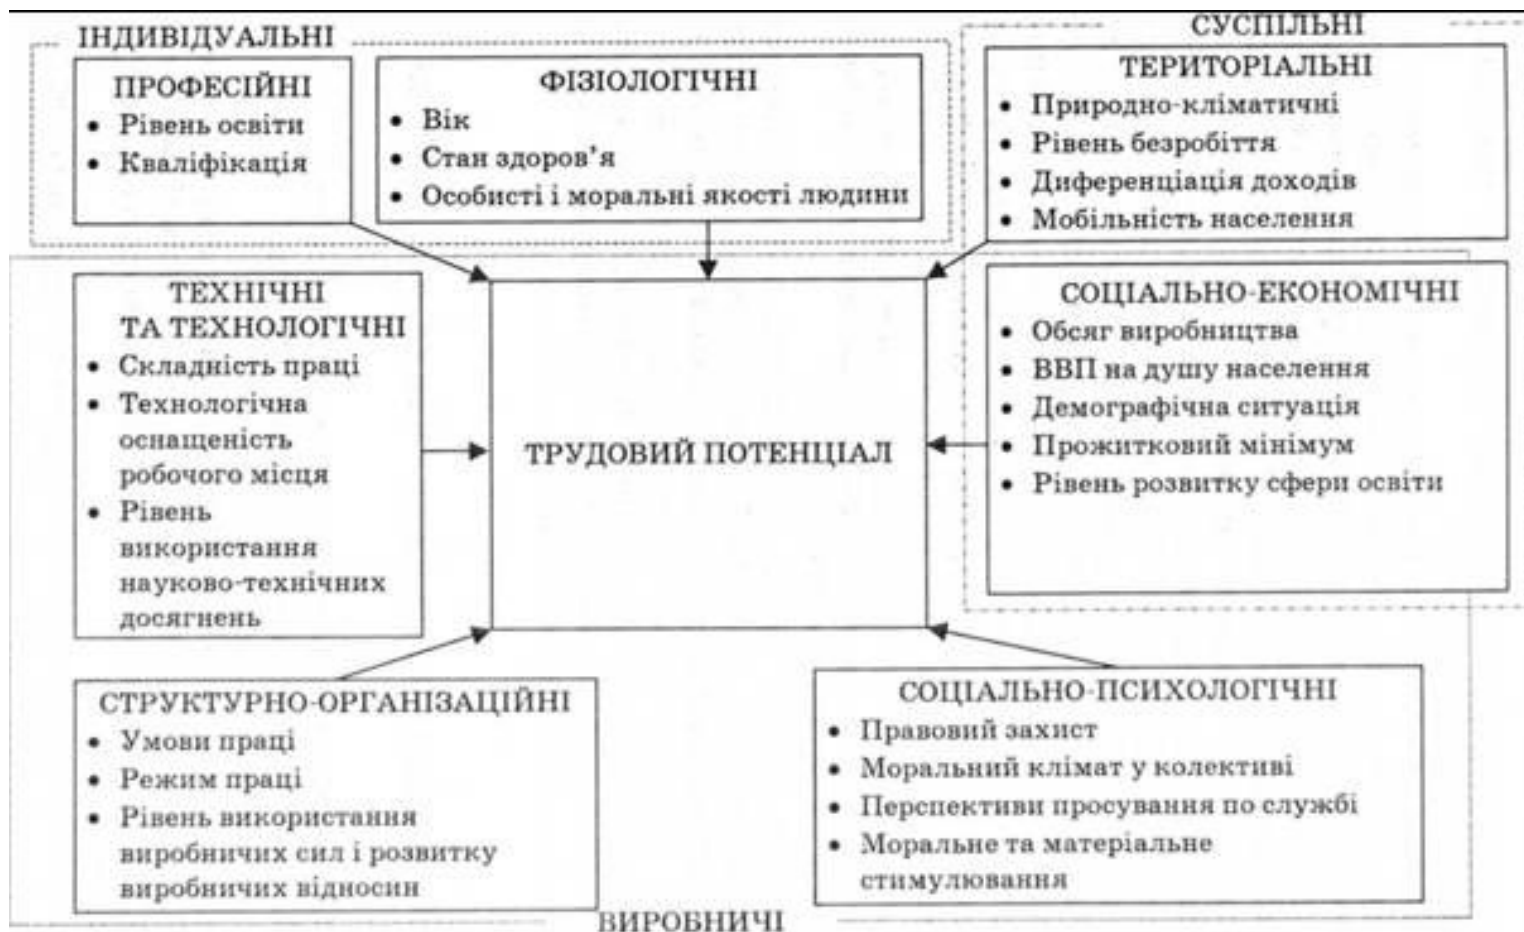 ІНДИВІДУАЛЬНІ
ПРОФЕСІЙНІ
• Рівень освіти
• Кваліфікація
ФІЗІОЛОГІЧНІ
• Вік
• Стан здоров’я
• Особисті і моральні якості людини
СУСПІЛЬНІ
ТЕРИТОРІАЛЬНІ
• Природно-кліматичні
• Рівень безробіття
• Диференціація доходів
• Мобільність населення
ТЕХНІЧНІ
ТА ТЕХНОЛОГІЧНІ
• Складність праці
• Технологічна
оснащеність
робочого місця
• Рівень
використання
науково-технічних
досягнень
ТРУДОВИЙ ПОТЕНЦІАЛ
СОЦІАЛЬНО-ЕКОНОМІЧНІ
• Обсяг виробництва
• ВВП на душу населення
• Демографічна ситуація
• Прожитковий мінімум
• Рівень розвитку сфери освіти
СТРУКТУРНО-ОРГАНІЗАЦІЙНІ
• Умови праці
• Режим праці
• Рівень використання
виробничих сил і розвитку
виробничих відносин
СОЦІАЛЬНО-ПСИХОЛОГІЧНІ
• Правовий захист
• Моральний клімат у колективі
• Перспективи просування по службі
• Моральне та матеріальне
стимулювання
ВИРОБНИЧІ